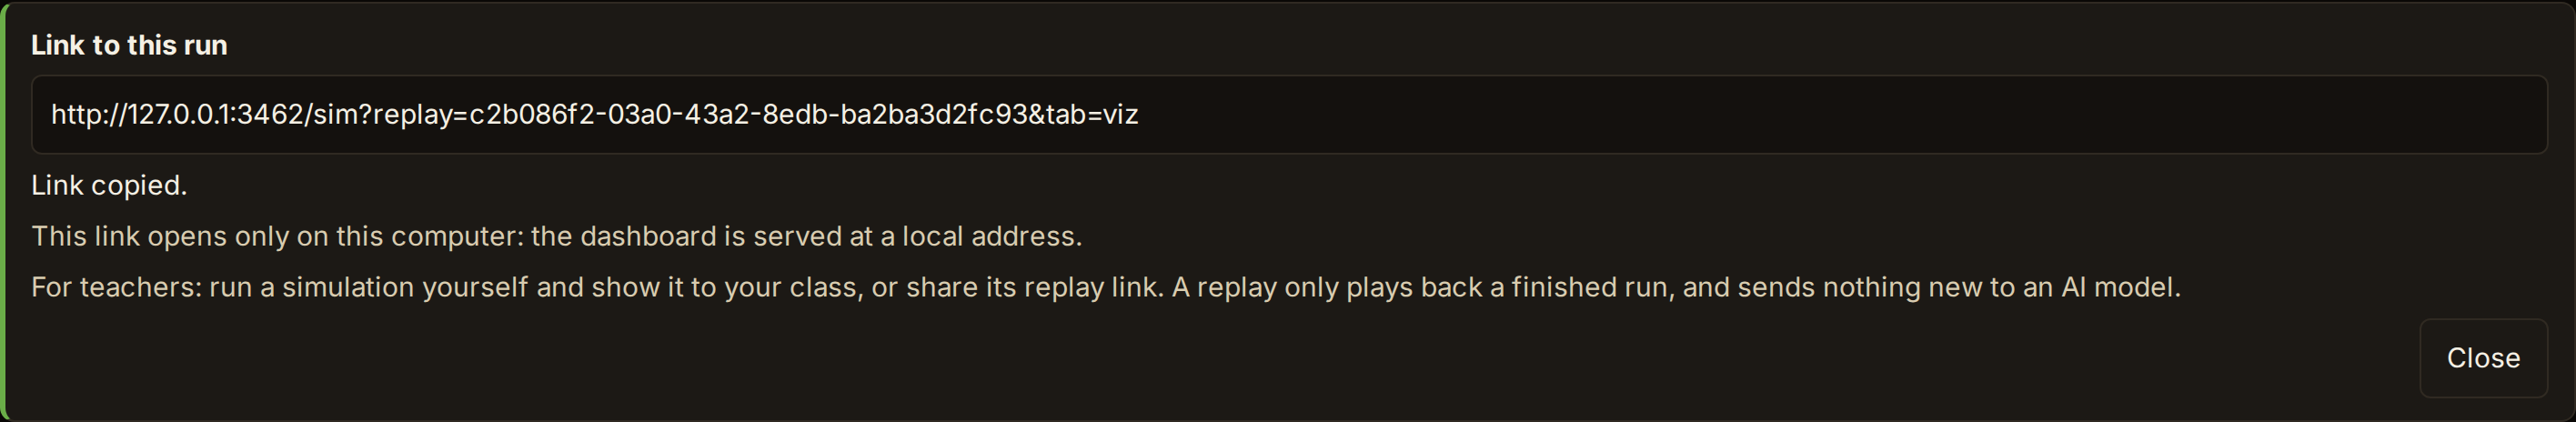 Link to this run
http://127.0.0.1:3462/sim?replay=c2b086f2-03a0-43a2-8edb-ba2ba3d2fc93&tab=viz
Link copied.
This link opens only on this computer: the dashboard is served at a local address.
For teachers: run a simulation yourself and show it to your class, or share its replay link. A replay only plays back a finished run, and sends nothing new to an AI model.
Close